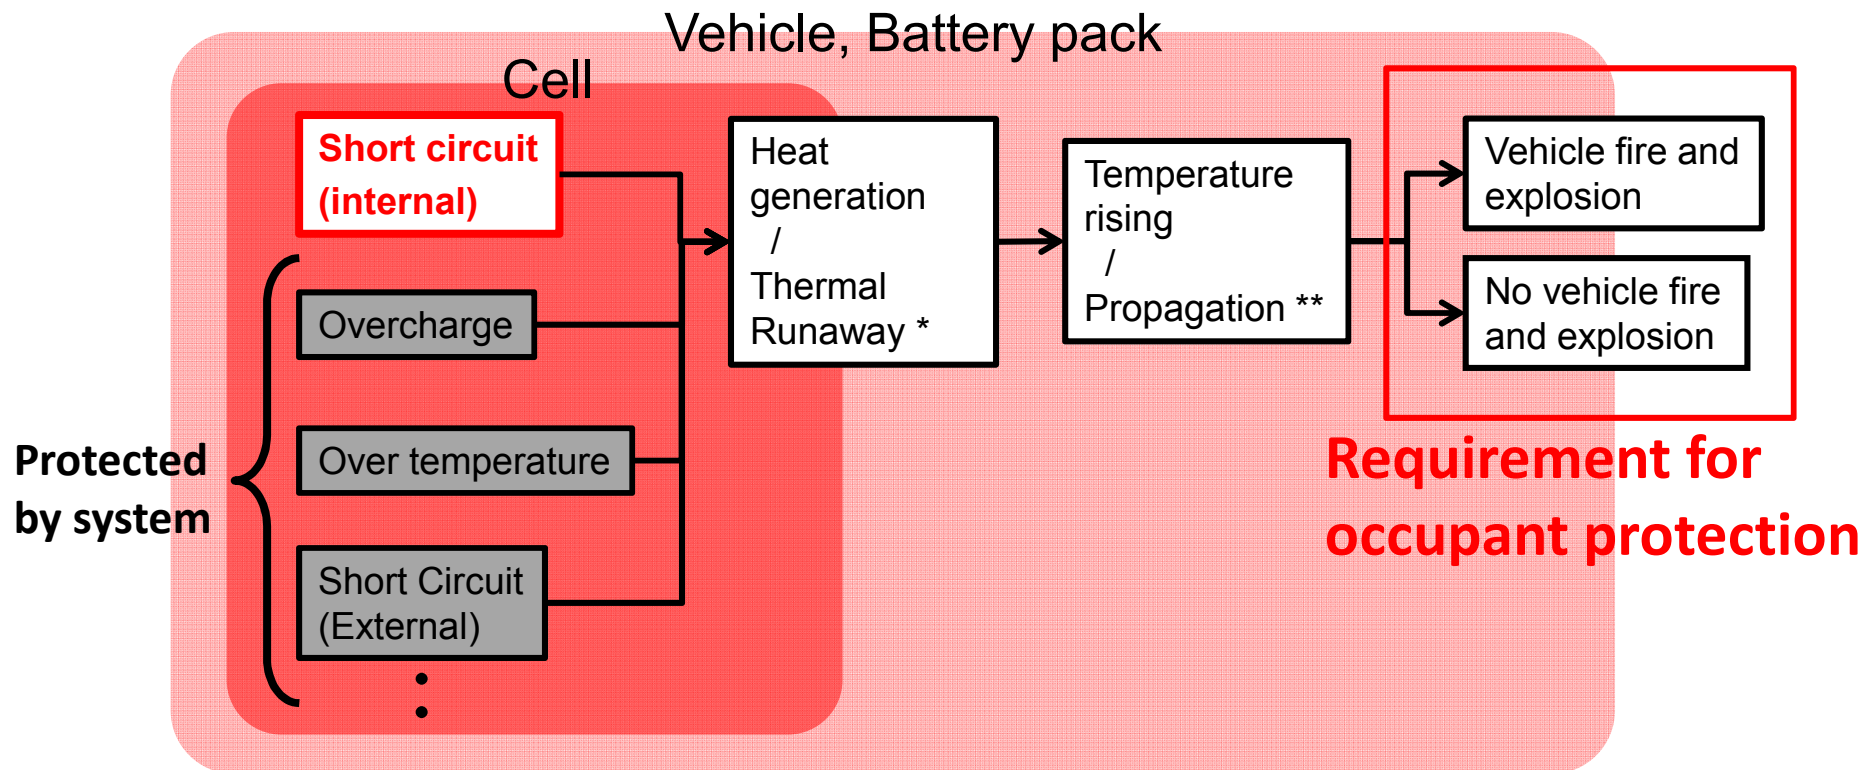 Vehicle, Battery pack
Cell
Short circuit
(internal)
Overcharge
Over temperature
Short Circuit
(External)
:
Protected
by system
Heat
generation
/
Thermal
Runaway *
Temperature
rising
/
Propagation **
Vehicle fire and
explosion
No vehicle fire
and explosion
Requirement for
occupant protection